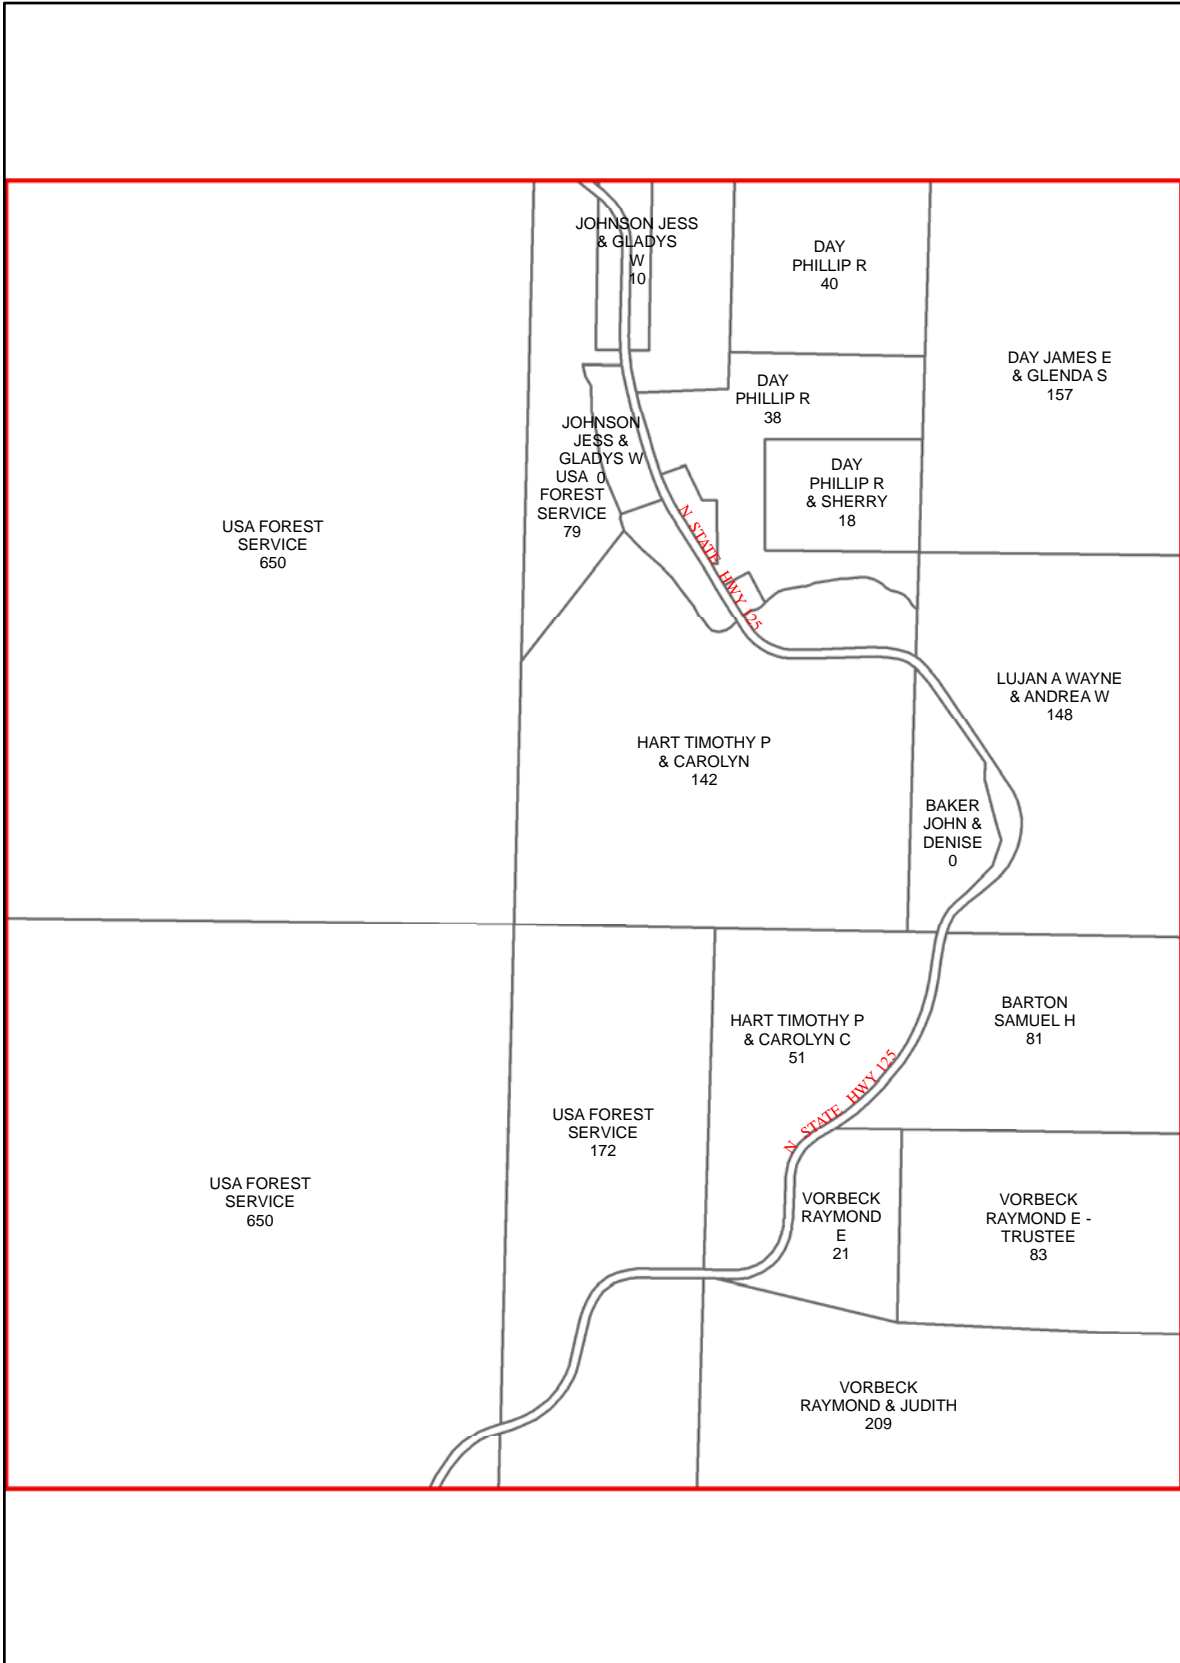 JOHNSON JESS
& GLADYS
W
10
DAY
PHILLIP R
40
DAY JAMES E
& GLENDA S
157
DAY
PHILLIP R
38
JOHNSON
JESS &
GLADYS W
0
USA
FOREST
SERVICE
79
DAY
PHILLIP R
& SHERRY
18
USA FOREST
SERVICE
650
N STATE HWY 125
LUJAN A WAYNE
& ANDREA W
148
HART TIMOTHY P
& CAROLYN
142
BAKER
JOHN &
DENISE
0
HART TIMOTHY P
& CAROLYN C
51
BARTON
SAMUEL H
81
N STATE HWY 125
USA FOREST
SERVICE
172
USA FOREST
SERVICE
650
VORBECK
RAYMOND
E
21
VORBECK
RAYMOND E -
TRUSTEE
83
VORBECK
RAYMOND & JUDITH
209